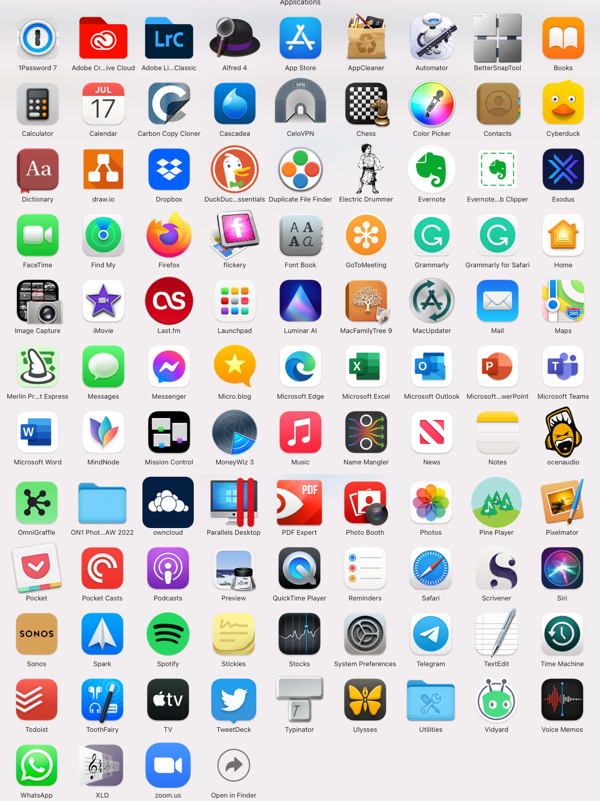 Applications
1Password 7 Adobe Cr...ive Cloud Adobe Li...Classic Alfred 4 App Store AppCleaner Automator BetterSnapTool Books
JUL
17
VPN
Calculator Calendar Carbon Copy Cloner Cascadea CeloVPN Chess Color Picker Contacts Cyberduck
Aa
Dictionary draw.io Dropbox DuckDuc...ssentials Duplicate File Finder Electric Drummer Evernote Evernote...b Clipper Exodus
FaceTime Find My Firefox flickery Font Book GoToMeeting Grammarly Grammarly for Safari Home
280
Image Capture iMovie Last.fm Launchpad Luminar AI MacFamilyTree 9 MacUpdater Mail Maps
Merlin Pr...t Express Messages Messenger Micro.blog Microsoft Edge Microsoft Excel Microsoft Outlook Microsoft...werPoint Microsoft Teams
Microsoft Word MindNode Mission Control MoneyWiz 3 Music Name Mangler News Notes ocenaudio
PDF
OmniGraffle ON1 Phot...AW 2022 owncloud Parallels Desktop PDF Expert Photo Booth Photos Pine Player Pixelmator
Pocket Pocket Casts Podcasts Preview QuickTime Player Reminders Safari Scrivener Siri
SONOS
Sonos Spark Spotify Stickies Stocks System Preferences Telegram TextEdit Time Machine
tv
Todoist ToothFairy TV TweetDeck Typinator Ulysses Utilities Vidyard Voice Memos
WhatsApp XLD zoom.us Open in Finder